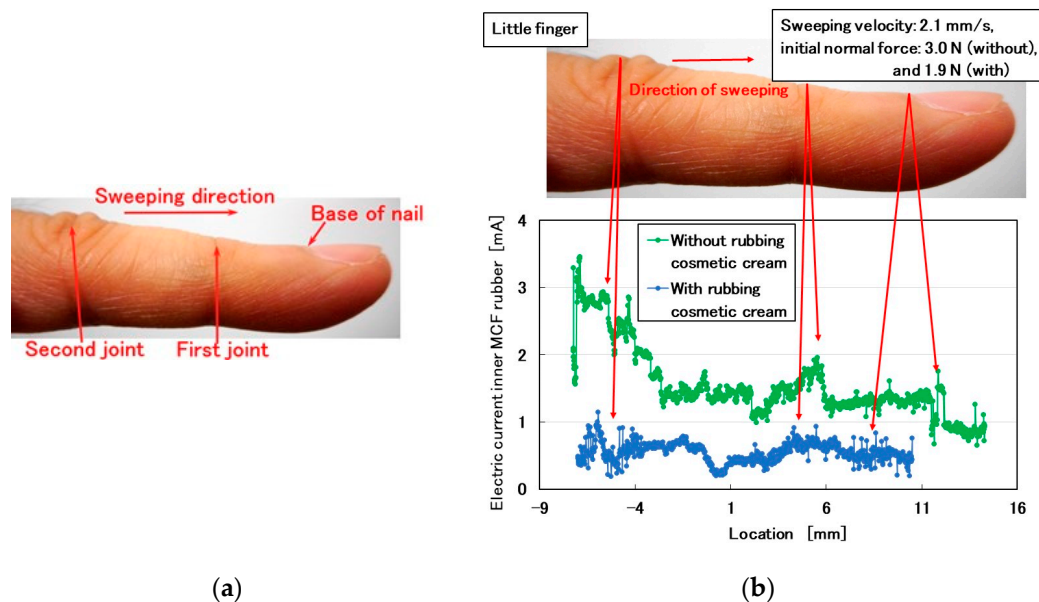 Sweeping direction
Base of nail
Second joint
First joint
(a)
Little finger
Sweeping velocity: 2.1 mm/s,
initial normal force: 3.0 N (without),
and 1.9 N (with)
Direction of sweeping
Electric current inner MCF rubber [mA]
4
3
2
1
0
Without rubbing
cosmetic cream
With rubbing
cosmetic cream
−9
−4
1
6
11
16
Location [mm]
(b)